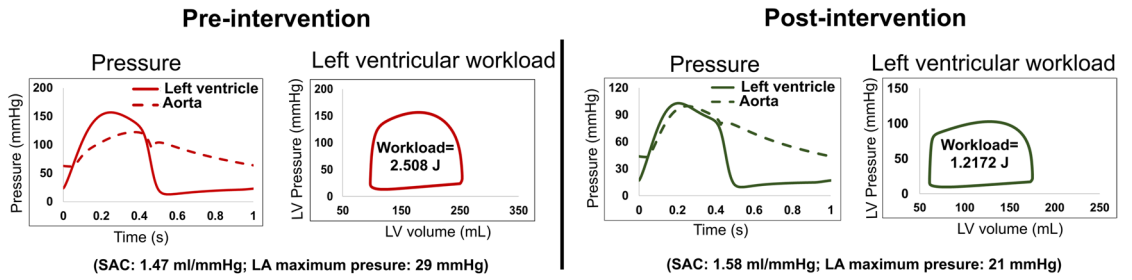 Pre-intervention
Pressure
Left ventricular workload
Pressure (mmHg)
200
150
100
50
0
Left ventricle
Aorta
0
0.2
0.4
0.6
0.8
1
Time (s)
LV Pressure (mmHg)
200
150
100
50
0
Workload=
2.508 J
50
150
250
350
LV volume (mL)
(SAC: 1.47 ml/mmHg; LA maximum presure: 29 mmHg)
Post-intervention
Pressure
Left ventricular workload
Pressure (mmHg)
120
90
60
30
0
Left ventricle
Aorta
0
0.2
0.4
0.6
0.8
1
Time (s)
LV Pressure (mmHg)
150
100
50
0
Workload=
1.2172 J
50
100
150
200
250
LV volume (mL)
(SAC: 1.58 ml/mmHg; LA maximum presure: 21 mmHg)